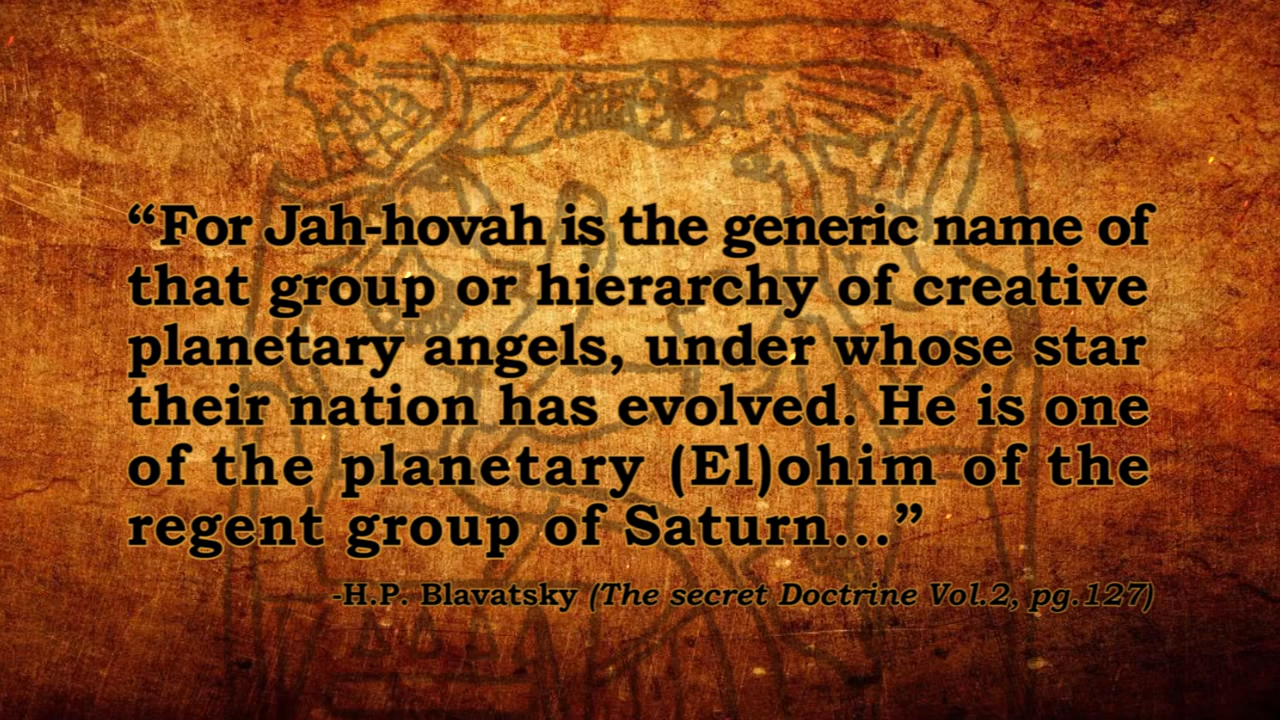 “For Jah-hovah is the generic name of
that group or hierarchy of creative
planetary angels, under whose star
their nation has evolved. He is one
of the planetary (El)ohim of the
regent group of Saturn...”
-H.P. Blavatsky (The secret Doctrine Vol.2, pg.127)